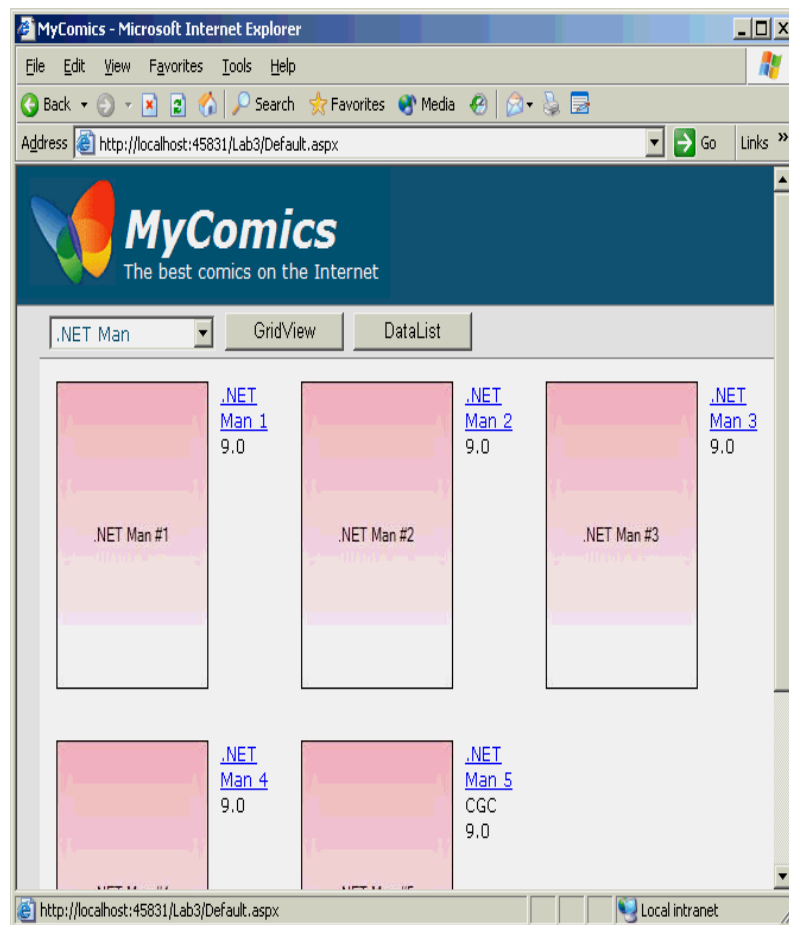 MyComics - Microsoft Internet Explorer
File Edit View Favorites Tools Help
Back Search Favorites Media
Address http://localhost:45831/Lab3/Default.aspx Go Links »
MyComics
The best comics on the Internet
.NET Man GridView DataList
.NET Man #1
.NET
Man 1
9.0
.NET Man #2
.NET
Man 2
9.0
.NET Man #3
.NET
Man 3
9.0
.NET
Man 4
9.0
.NET
Man 5
CGC
9.0
http://localhost:45831/Lab3/Default.aspx Local intranet